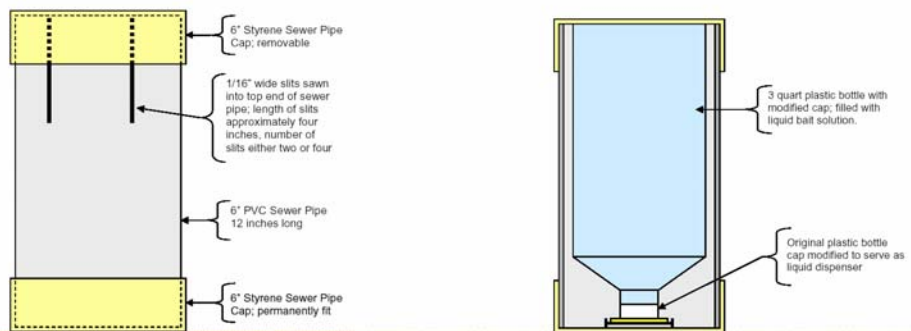 6" Styrene Sewer Pipe
Cap; removable
1/16" wide slits sawn
into top end of sewer
pipe; length of slits
approximately four
inches, number of
slits either two or four
6" PVC Sewer Pipe
12 inches long
6" Styrene Sewer Pipe
Cap; permanently fit
3 quart plastic bottle with
modified cap; filled with
liquid bait solution.
Original plastic bottle
cap modified to serve as
liquid dispenser